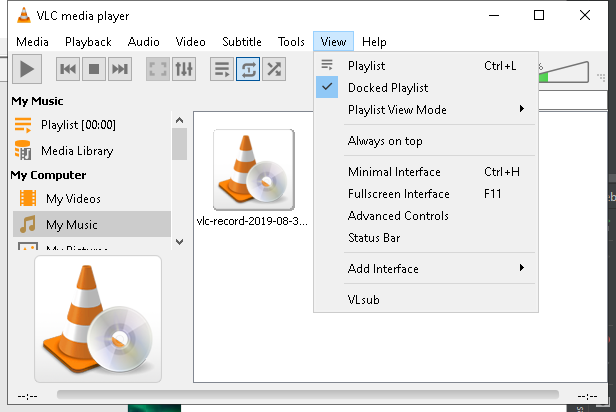 VLC media player
Media Playback Audio Video Subtitle Tools View Help
My Music
Playlist [00:00]
Media Library
My Computer
My Videos
My Music
My Pictures
vlc-record-2019-08-3...
Playlist Ctrl+L
Docked Playlist
Playlist View Mode
Always on top
Minimal Interface Ctrl+H
Fullscreen Interface F11
Advanced Controls
Status Bar
Add Interface
VLsub
%
--:-- --:--